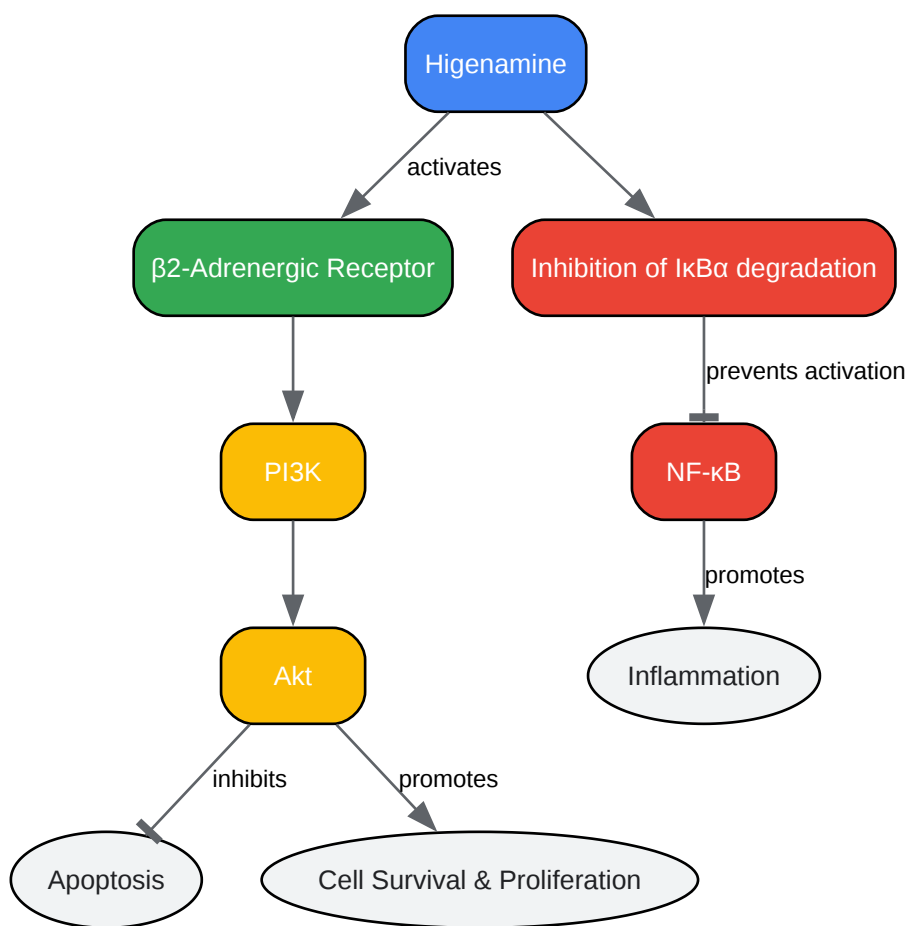 Higenamine
activates
β2-Adrenergic Receptor
Inhibition of IκBα degradation
prevents activation
PI3K
NF-κB
promotes
Akt
Inflammation
inhibits
promotes
Apoptosis
Cell Survival & Proliferation